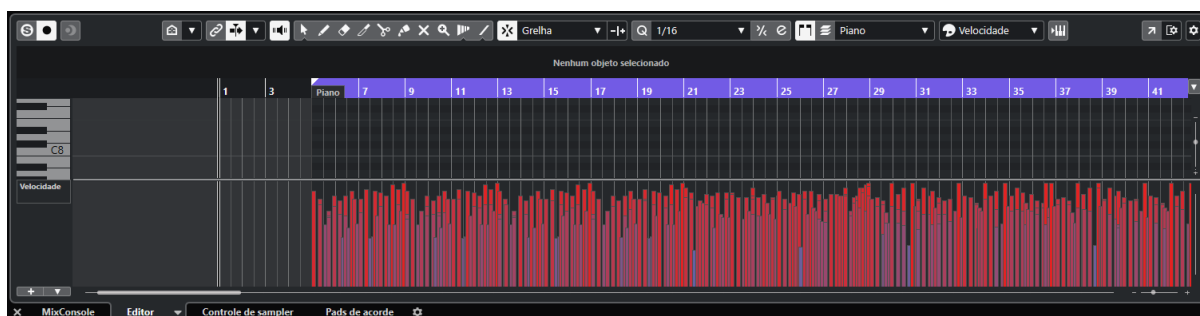 S Grelha Q 1/16 Piano Velocidade
Nenhum objeto selecionado
1 3 Piano 7 9 11 13 15 17 19 21 23 25 27 29 31 33 35 37 39 41
C8
Velocidade
MixConsole Editor Controle de sampler Pads de acorde